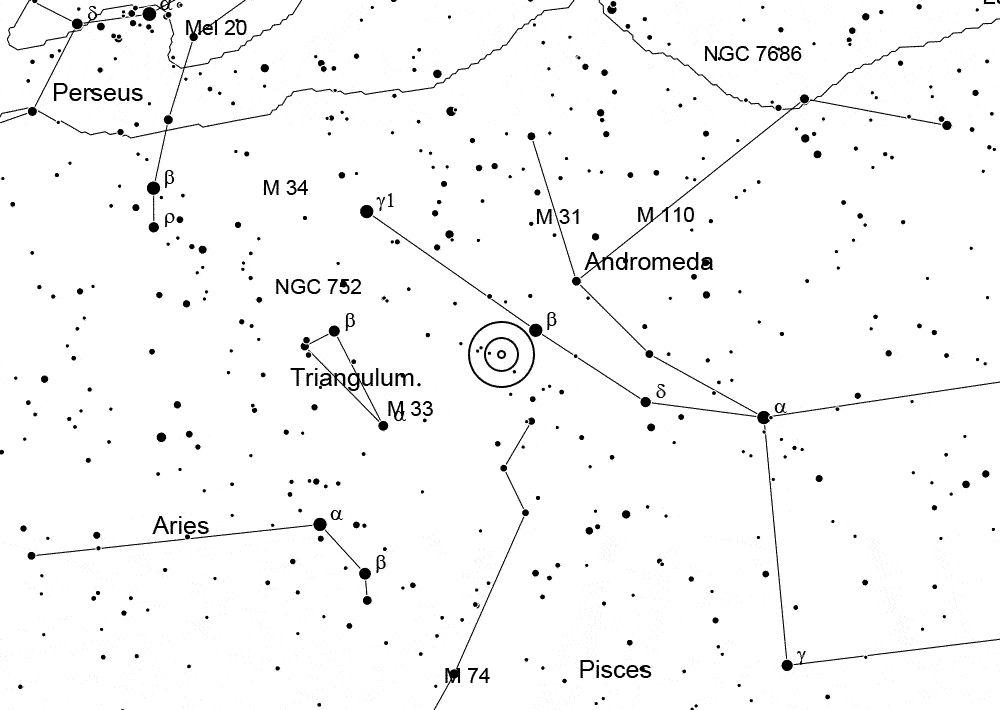 δ
α
Mel 20
NGC 7686
Perseus
β
M 34
γ1
ρ
M 31
M 110
Andromeda
NGC 752
β
β
Triangulum
M 33
α
δ
α
Aries
α
β
M 74
Pisces
γ